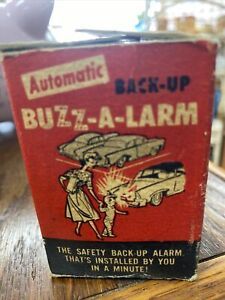 Automatic
BACK-UP
BUZZ-A-LARM
THE SAFETY BACK-UP ALARM
THAT'S INSTALLED BY YOU
IN A MINUTE!